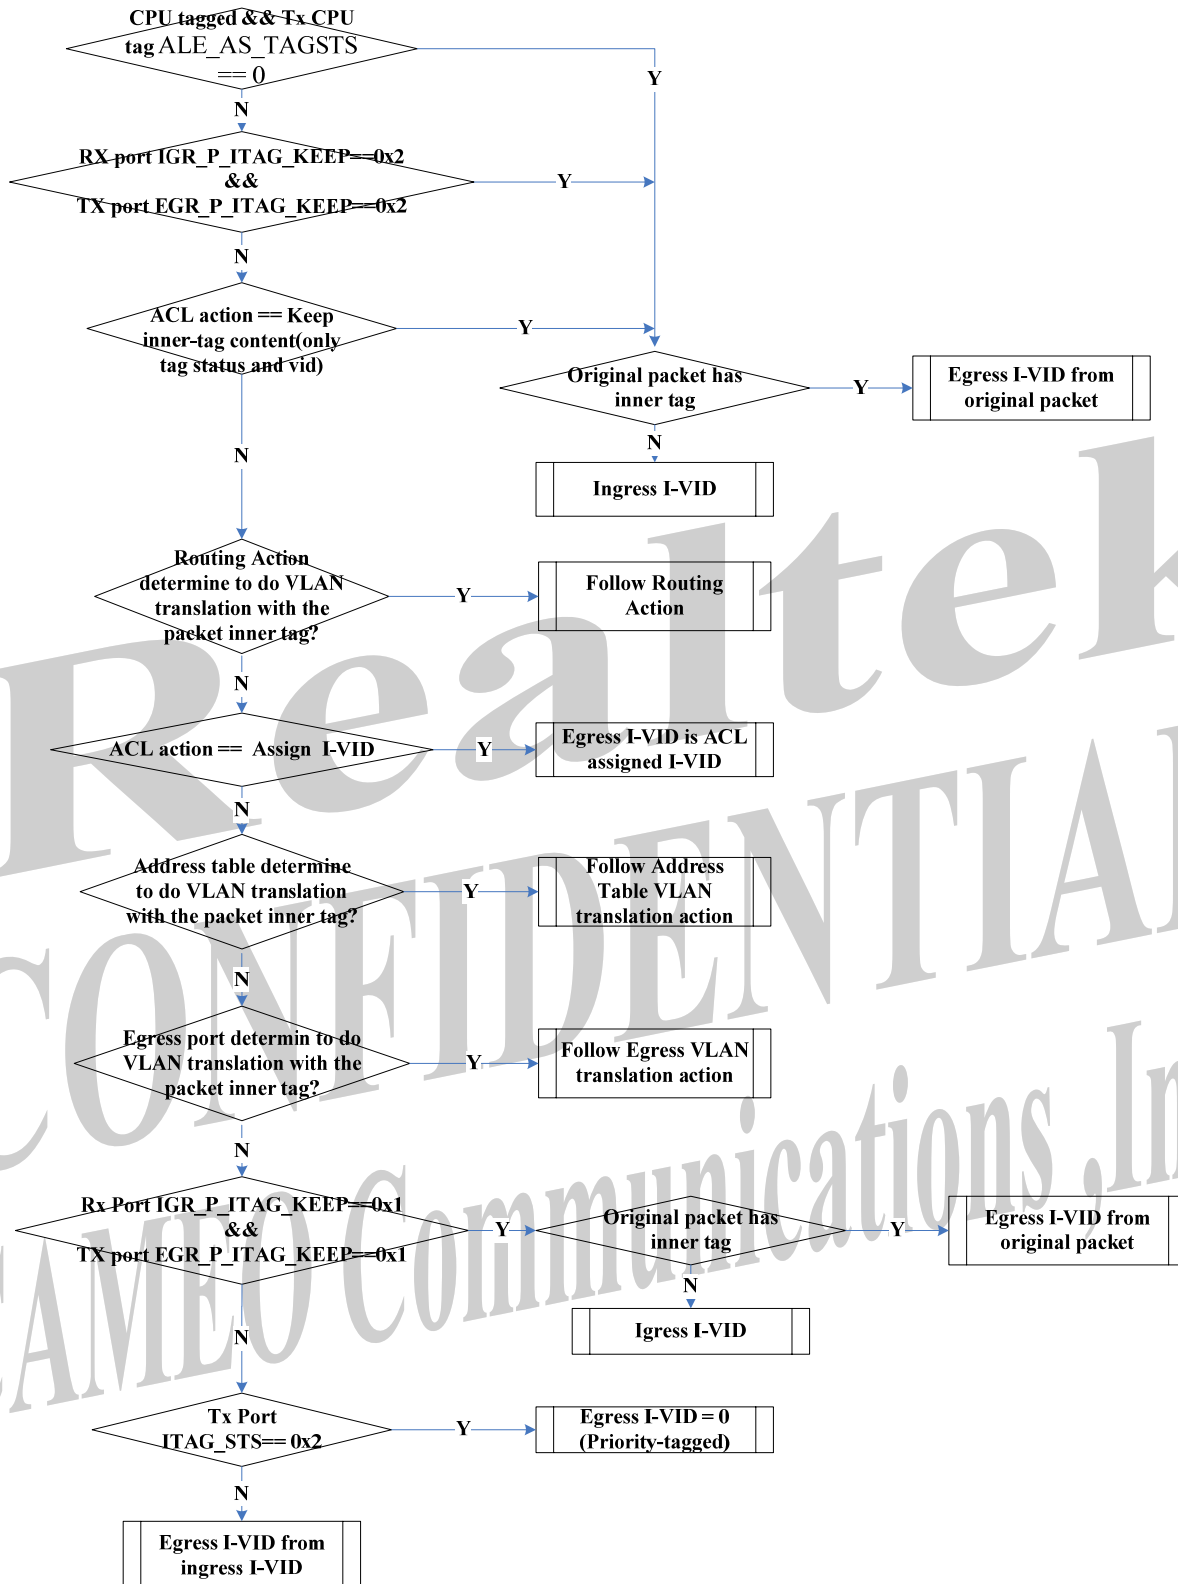 CPU tagged && Tx CPU
tag ALE_AS_TAGSTS
== 0
Y
N
RX port IGR_P_ITAG_KEEP==0x2
&&
TX port EGR_P_ITAG_KEEP==0x2
Y
N
ACL action == Keep
inner-tag content(only
tag status and vid)
Y
Original packet has
inner tag
Y
Egress I-VID from
original packet
N
Ingress I-VID
N
Routing Action
determine to do VLAN
translation with the
packet inner tag?
Y
Follow Routing
Action
N
ACL action == Assign I-VID
Y
Egress I-VID is ACL
assigned I-VID
N
Address table determine
to do VLAN translation
with the packet inner tag?
Y
Follow Address
Table VLAN
translation action
N
Egress port determin to do
VLAN translation with the
packet inner tag?
Y
Follow Egress VLAN
translation action
N
Rx Port IGR_P_ITAG_KEEP==0x1
&&
TX port EGR_P_ITAG_KEEP==0x1
Y
Original packet has
inner tag
Y
Egress I-VID from
original packet
N
Igress I-VID
N
Tx Port
ITAG_STS== 0x2
Y
Egress I-VID = 0
(Priority-tagged)
N
Egress I-VID from
ingress I-VID
Realtek
CONFIDENTIAL
CAMEO Communications ,In